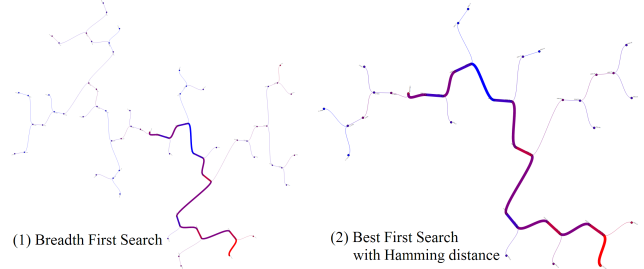 (1) Breadth First Search
(2) Best First Search
with Hamming distance